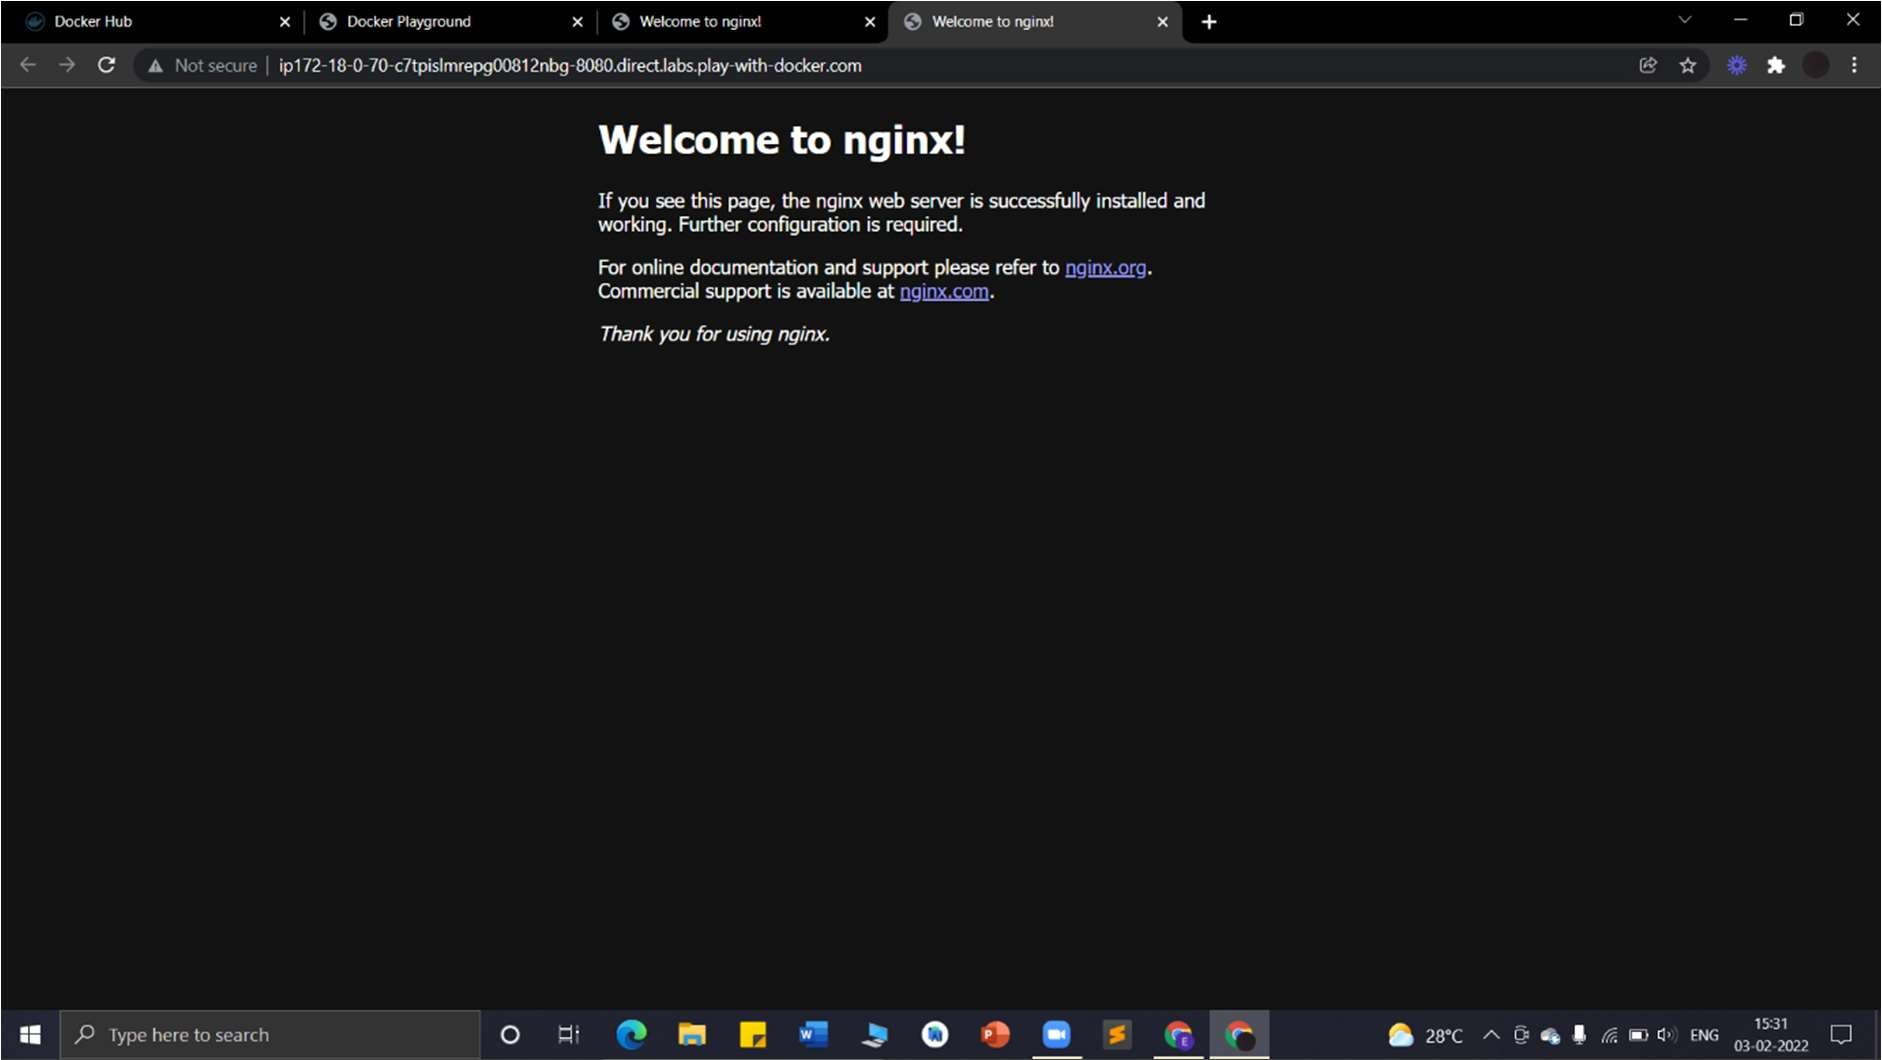 Docker Hub
Docker Playground
Welcome to nginx!
Welcome to nginx!
Not secure
ip172-18-0-70-c7tpislmrepg00812nbg-8080.direct.labs.play-with-docker.com
Welcome to nginx!
If you see this page, the nginx web server is successfully installed and
working. Further configuration is required.
For online documentation and support please refer to nginx.org.
Commercial support is available at nginx.com.
Thank you for using nginx.
Type here to search
W
P
E
28°C
ENG
15:31
03-02-2022